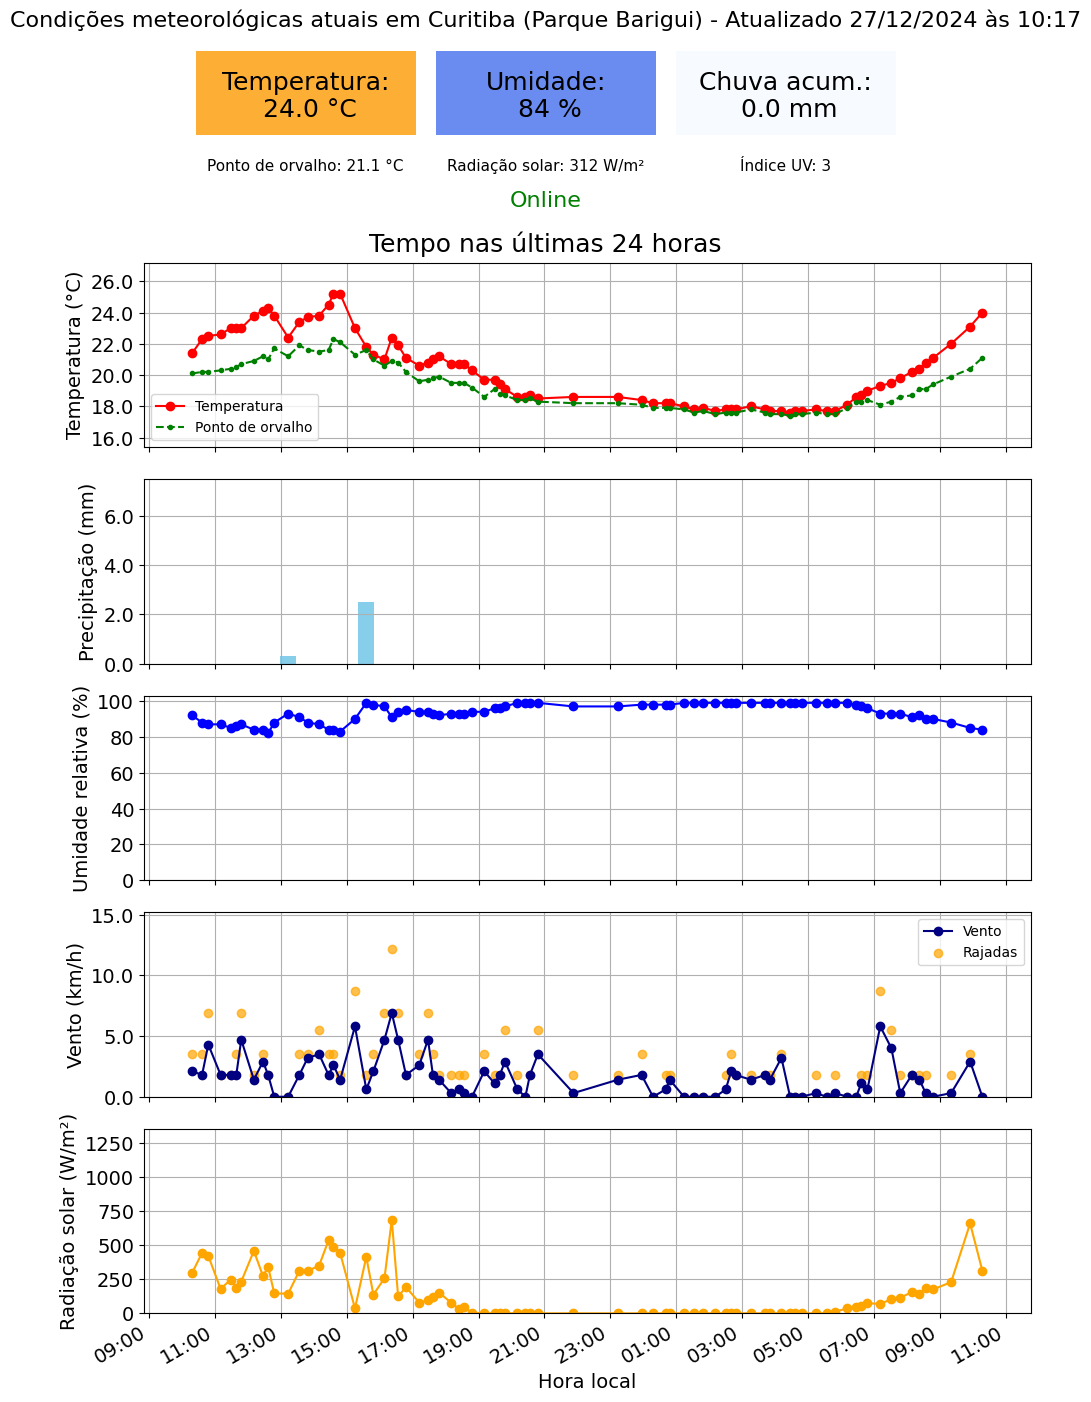 Condições meteorológicas atuais em Curitiba (Parque Barigui) - Atualizado 27/12/2024 às 10:17
Temperatura:
24.0 °C
Umidade:
84 %
Chuva acum.:
0.0 mm
Ponto de orvalho: 21.1 °C
Radiação solar: 312 W/m²
Índice UV: 3
Online
Tempo nas últimas 24 horas
Temperatura (°C)
26.0
24.0
22.0
20.0
18.0
16.0
Temperatura
Ponto de orvalho
Precipitação (mm)
6.0
4.0
2.0
0.0
Umidade relativa (%)
100
80
60
40
20
0
Vento (km/h)
15.0
10.0
5.0
0.0
Vento
Rajadas
Radiação solar (W/m²)
1250
1000
750
500
250
0
09:00
11:00
13:00
15:00
17:00
19:00
21:00
23:00
01:00
03:00
05:00
07:00
09:00
11:00
Hora local